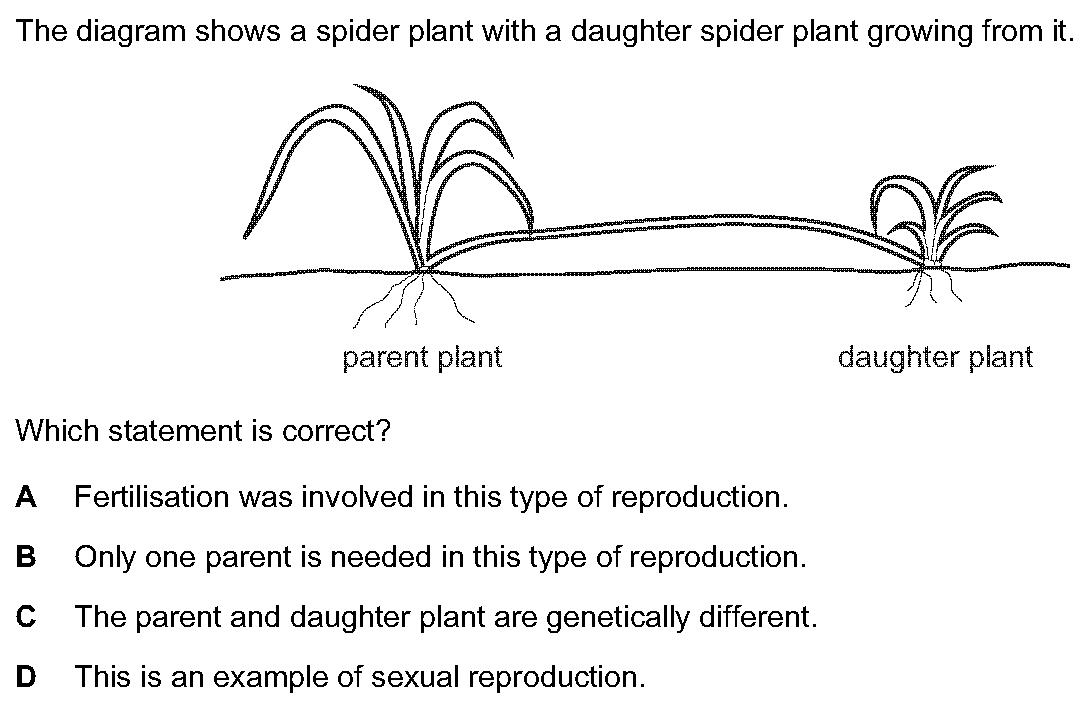 The diagram shows a spider plant with a daughter spider plant growing from it.
parent plant
daughter plant
Which statement is correct?
A Fertilisation was involved in this type of reproduction.
B Only one parent is needed in this type of reproduction.
C The parent and daughter plant are genetically different.
D This is an example of sexual reproduction.